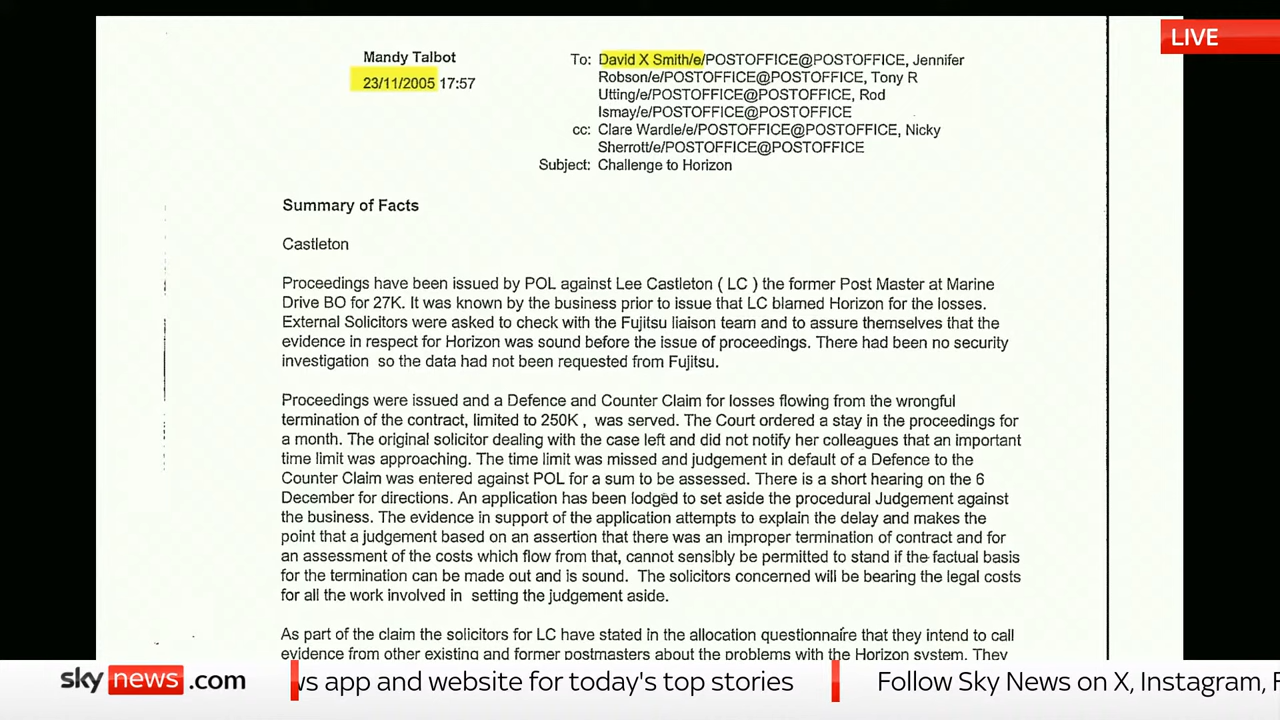 LIVE
Mandy Talbot
23/11/2005 17:57
To: David X Smith/e/POSTOFFICE@POSTOFFICE, Jennifer
Robson/e/POSTOFFICE@POSTOFFICE, Tony R
Utting/e/POSTOFFICE@POSTOFFICE, Rod
Ismay/e/POSTOFFICE@POSTOFFICE
cc: Clare Wardle/e/POSTOFFICE@POSTOFFICE, Nicky
Sherrott/e/POSTOFFICE@POSTOFFICE
Subject: Challenge to Horizon
Summary of Facts
Castleton
Proceedings have been issued by POL against Lee Castleton ( LC ) the former Post Master at Marine
Drive BO for 27K. It was known by the business prior to issue that LC blamed Horizon for the losses.
External Solicitors were asked to check with the Fujitsu liaison team and to assure themselves that the
evidence in respect for Horizon was sound before the issue of proceedings. There had been no security
investigation so the data had not been requested from Fujitsu.
Proceedings were issued and a Defence and Counter Claim for losses flowing from the wrongful
termination of the contract, limited to 250K , was served. The Court ordered a stay in the proceedings for
a month. The original solicitor dealing with the case left and did not notify her colleagues that an important
time limit was approaching. The time limit was missed and judgement in default of a Defence to the
Counter Claim was entered against POL for a sum to be assessed. There is a short hearing on the 6
December for directions. An application has been lodged to set aside the procedural Judgement against
the business. The evidence in support of the application attempts to explain the delay and makes the
point that a judgement based on an assertion that there was an improper termination of contract and for
an assessment of the costs which flow from that, cannot sensibly be permitted to stand if the factual basis
for the termination can be made out and is sound. The solicitors concerned will be bearing the legal costs
for all the work involved in setting the judgement aside.
As part of the claim the solicitors for LC have stated in the allocation questionnaire that they intend to call
evidence from other existing and former postmasters about the problems with the Horizon system. They
sky news .com
ws app and website for today's top stories
Follow Sky News on X, Instagram, F